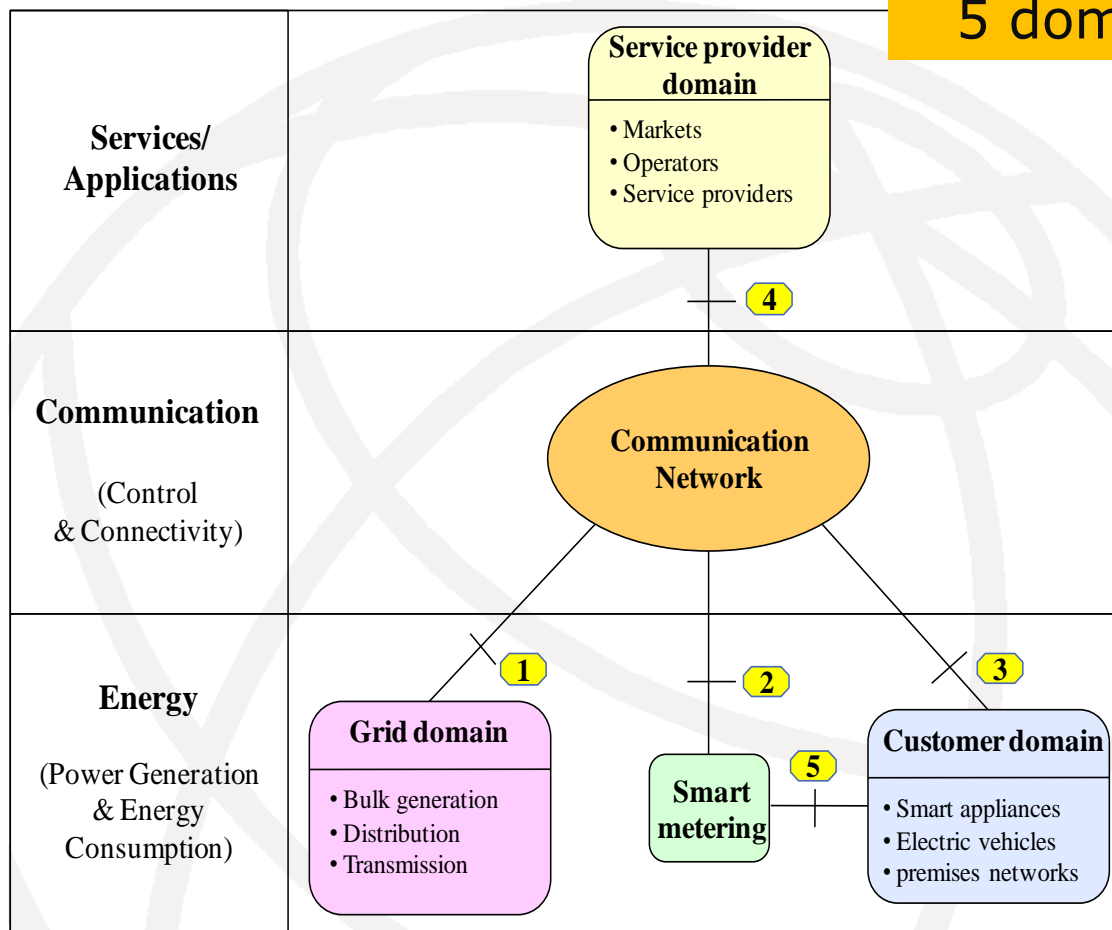 5 dom
Service provider
domain
• Markets
• Operators
• Service providers
Services/
Applications
4
Communication
(Control
& Connectivity)
Communication
Network
1
2
3
Energy
(Power Generation
& Energy
Consumption)
Grid domain
• Bulk generation
• Distribution
• Transmission
Smart
metering
5
Customer domain
• Smart appliances
• Electric vehicles
• premises networks